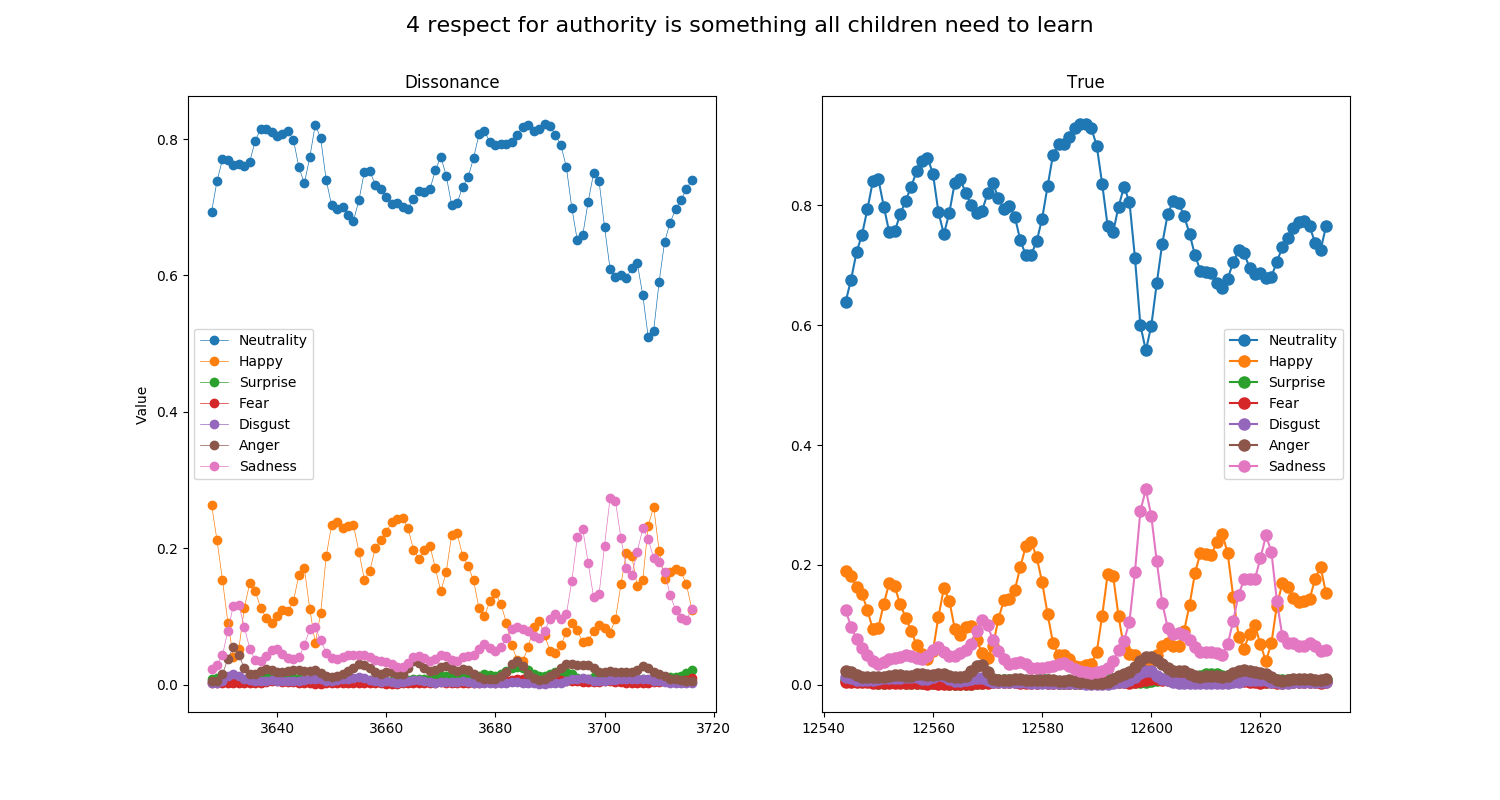 4 respect for authority is something all children need to learn
Dissonance
Value
0.8
0.6
0.4
0.2
0.0
3640
3660
3680
3700
3720
Neutrality
Happy
Surprise
Fear
Disgust
Anger
Sadness
True
0.8
0.6
0.4
0.2
0.0
12540
12560
12580
12600
12620
Neutrality
Happy
Surprise
Fear
Disgust
Anger
Sadness